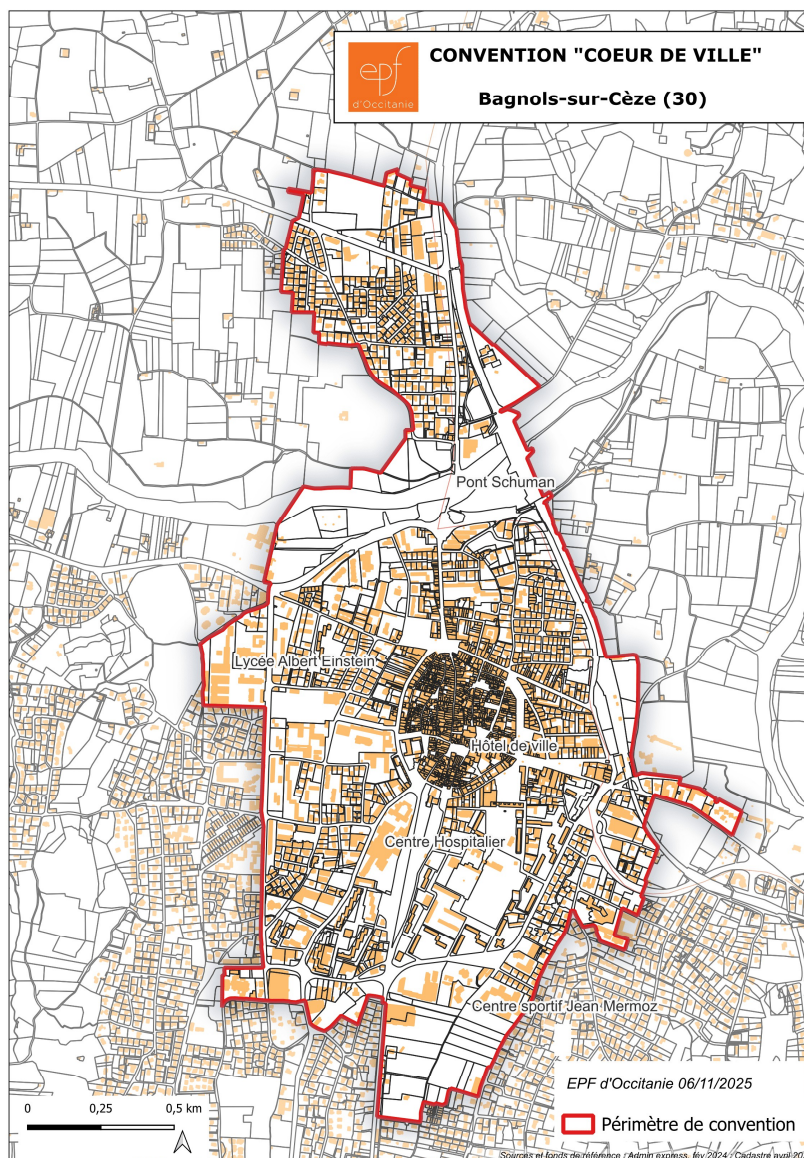 CONVENTION "COEUR DE VILLE"
epf
d'Occitanie
Bagnols-sur-Cèze (30)
Pont Schuman
Lycée Albert Einstein
Hôtel de ville
Centre Hospitalier
Centre sportif Jean Mermoz
EPF d'Occitanie 06/11/2025
0 0,25 0,5 km
Périmètre de convention
Sources et fonds de référence : Admin express, fév 2024 ; Cadastre avril 20